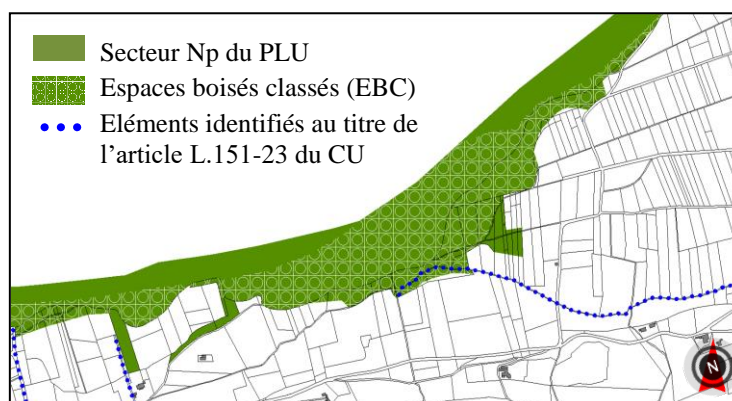 Secteur Np du PLU
Espaces boisés classés (EBC)
Eléments identifiés au titre de
l'article L.151-23 du CU
N